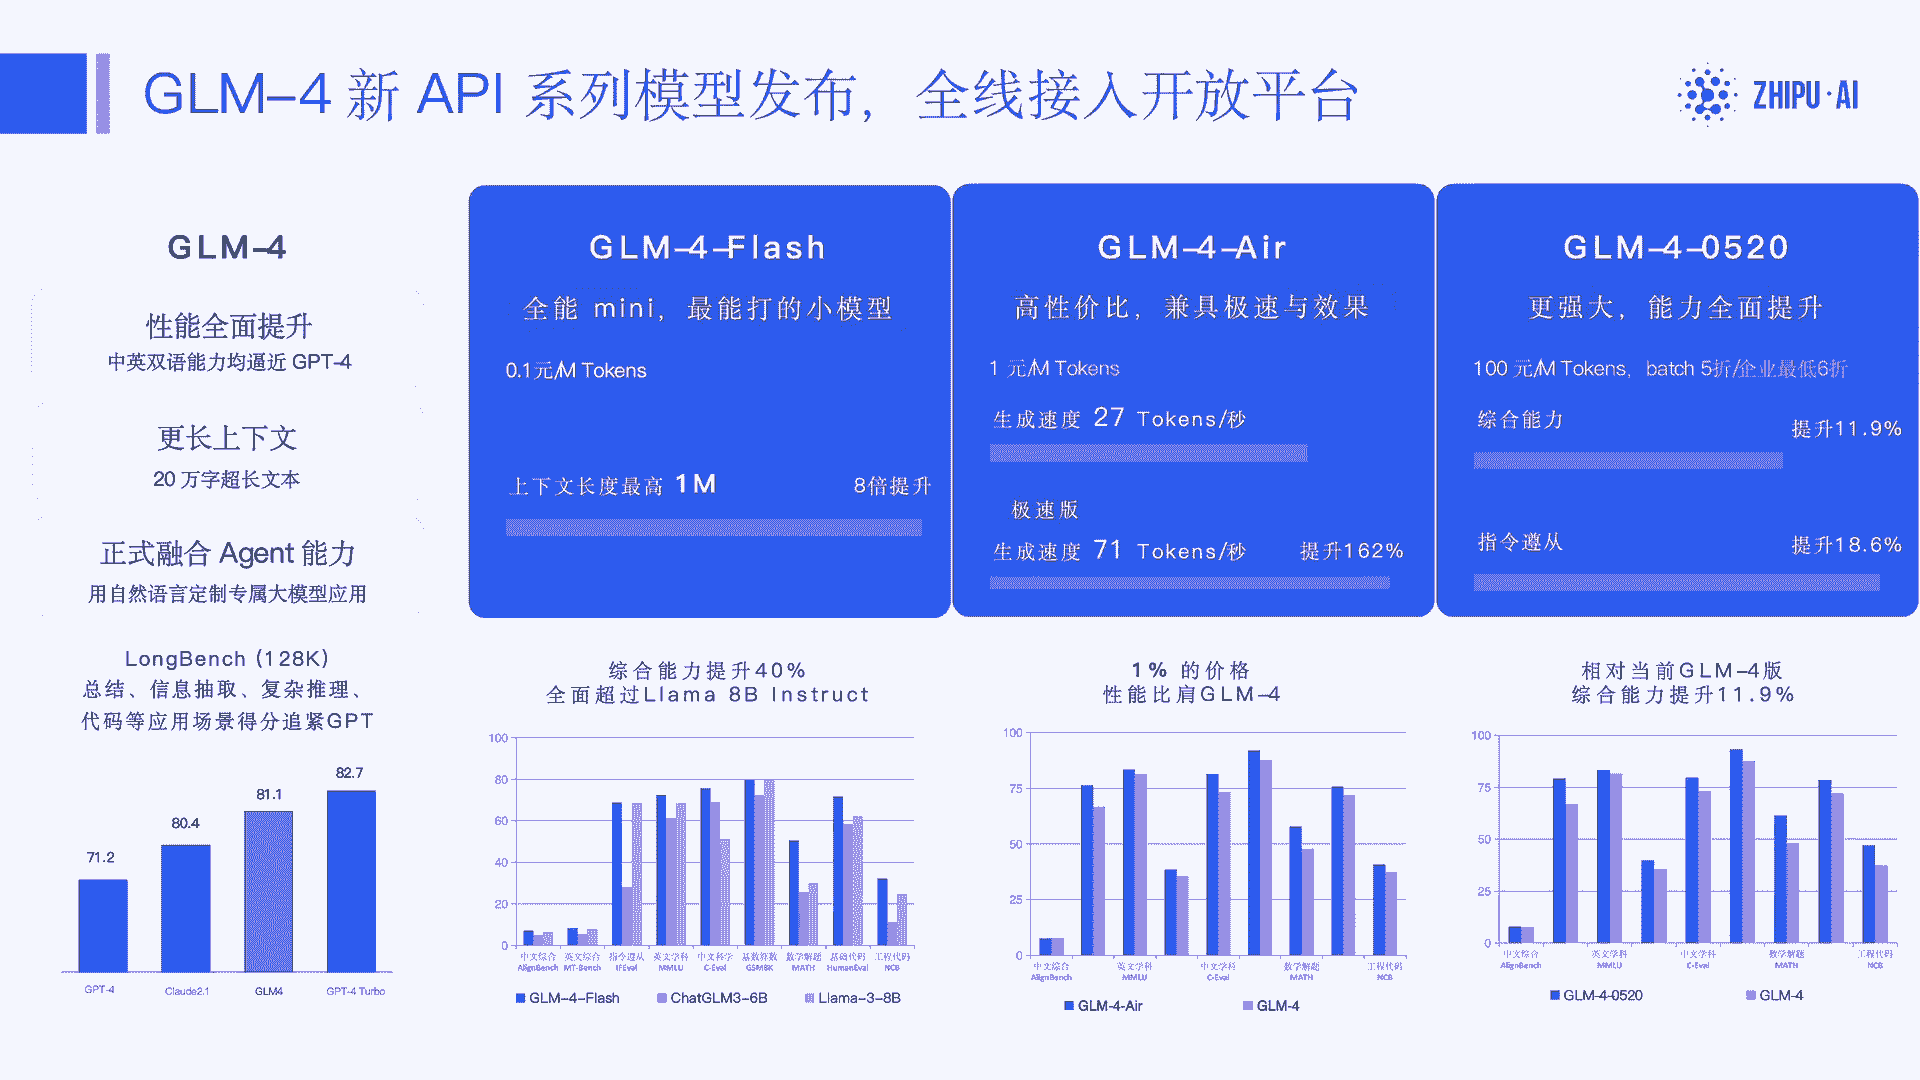 GLM-4 新 API 系列模型发布，全线接入开放平台
ZHIPU·AI
GLM-4
性能全面提升
中英双语能力均逼近 GPT-4
更长上下文
20 万字超长文本
正式融合 Agent 能力
用自然语言定制专属大模型应用
LongBench (128K)
总结、信息抽取、复杂推理、
代码等应用场景得分追紧GPT
71.2
80.4
81.1
82.7
GPT-4
Claude2.1
GLM4
GPT-4 Turbo
GLM-4-Flash
全能 mini，最能打的小模型
0.1元/M Tokens
上下文长度最高 1M
8倍提升
综合能力提升40%
全面超过Llama 8B Instruct
100
80
60
40
20
0
中文综合 AlignBench
英文综合 MT-Bench
指令遵从 IFEval
英文学科 MMLU
中文科学 C-Eval
基数算数 GSM8K
数学解题 MATH
基础代码 HumanEval
工程代码 NCB
GLM-4-Flash
ChatGLM3-6B
Llama-3-8B
GLM-4-Air
高性价比，兼具极速与效果
1 元/M Tokens
生成速度 27 Tokens/秒
极速版
生成速度 71 Tokens/秒
提升162%
1% 的价格
性能比肩GLM-4
100
75
50
25
0
中文综合 AlignBench
英文学科 MMLU
中文学科 C-Eval
数学解题 MATH
工程代码 NCB
GLM-4-Air
GLM-4
GLM-4-0520
更强大，能力全面提升
100 元/M Tokens，batch 5折/企业最低6折
综合能力
提升11.9%
指令遵从
提升18.6%
相对当前GLM-4版
综合能力提升11.9%
100
75
50
25
0
中文综合 AlignBench
英文学科 MMLU
中文学科 C-Eval
数学解题 MATH
工程代码 NCB
GLM-4-0520
GLM-4